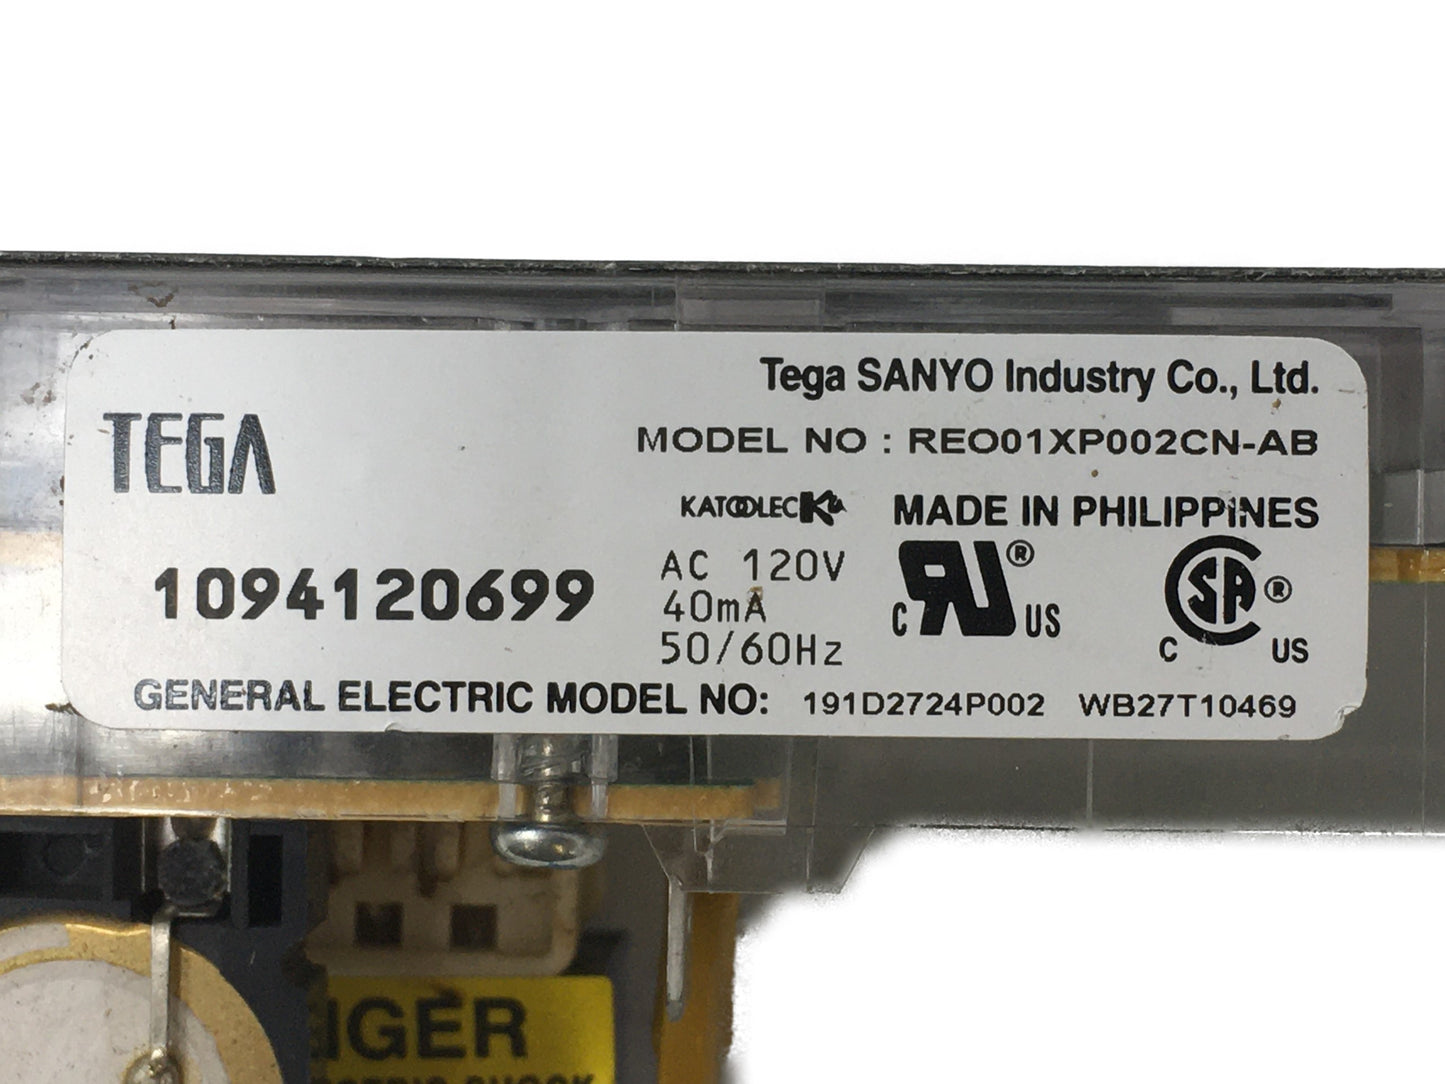 Tega SANYO Industry Co., Ltd.
TEGA
MODEL NO : REO01XP002CN-AB
KATOOLEC
MADE IN PHILIPPINES
1094120699
AC 120V
40mA
50/60Hz
C US ®
SA ®
C US
GENERAL ELECTRIC MODEL NO: 191D2724P002 WB27T10469